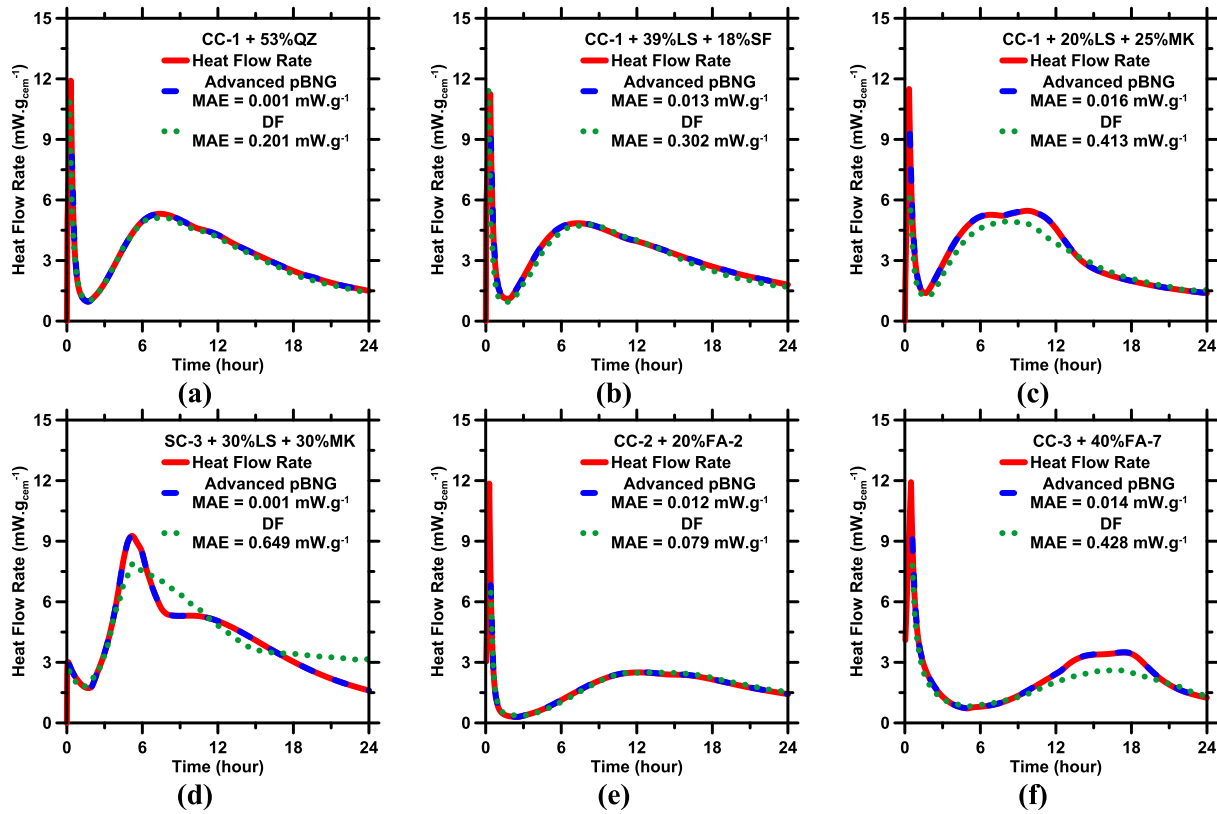 CC-1 + 53%QZ
Heat Flow Rate
Advanced pBNG
MAE = 0.001 mW.g⁻¹
DF
MAE = 0.201 mW.g⁻¹
Heat Flow Rate (mW.g_cem⁻¹)
15
12
9
6
3
0
0 6 12 18 24
Time (hour)
(a)
CC-1 + 39%LS + 18%SF
Heat Flow Rate
Advanced pBNG
MAE = 0.013 mW.g⁻¹
DF
MAE = 0.302 mW.g⁻¹
Heat Flow Rate (mW.g_cem⁻¹)
15
12
9
6
3
0
0 6 12 18 24
Time (hour)
(b)
CC-1 + 20%LS + 25%MK
Heat Flow Rate
Advanced pBNG
MAE = 0.016 mW.g⁻¹
DF
MAE = 0.413 mW.g⁻¹
Heat Flow Rate (mW.g_cem⁻¹)
15
12
9
6
3
0
0 6 12 18 24
Time (hour)
(c)
SC-3 + 30%LS + 30%MK
Heat Flow Rate
Advanced pBNG
MAE = 0.001 mW.g⁻¹
DF
MAE = 0.649 mW.g⁻¹
Heat Flow Rate (mW.g_cem⁻¹)
15
12
9
6
3
0
0 6 12 18 24
Time (hour)
(d)
CC-2 + 20%FA-2
Heat Flow Rate
Advanced pBNG
MAE = 0.012 mW.g⁻¹
DF
MAE = 0.079 mW.g⁻¹
Heat Flow Rate (mW.g_cem⁻¹)
15
12
9
6
3
0
0 6 12 18 24
Time (hour)
(e)
CC-3 + 40%FA-7
Heat Flow Rate
Advanced pBNG
MAE = 0.014 mW.g⁻¹
DF
MAE = 0.428 mW.g⁻¹
Heat Flow Rate (mW.g_cem⁻¹)
15
12
9
6
3
0
0 6 12 18 24
Time (hour)
(f)